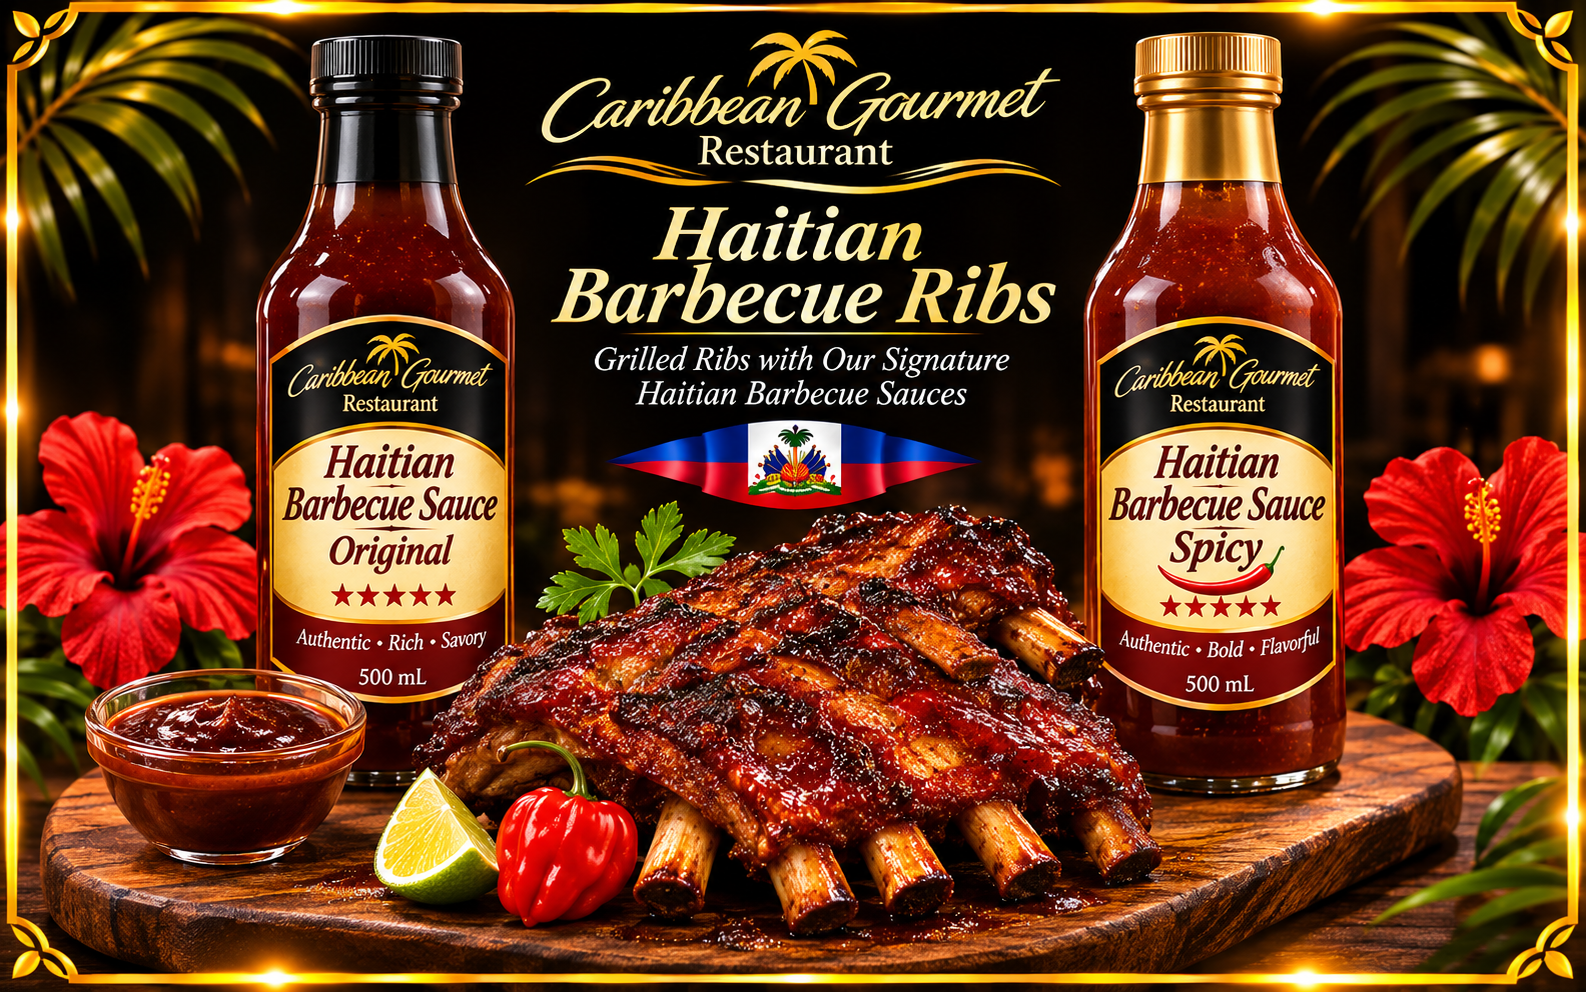 Caribbean Gourmet
Restaurant
Haitian
Barbecue Ribs
Grilled Ribs with Our Signature
Haitian Barbecue Sauces
Caribbean Gourmet
Restaurant
Haitian
Barbecue Sauce
Original
Authentic • Rich • Savory
500 mL
Caribbean Gourmet
Restaurant
Haitian
Barbecue Sauce
Spicy
Authentic • Bold • Flavorful
500 mL